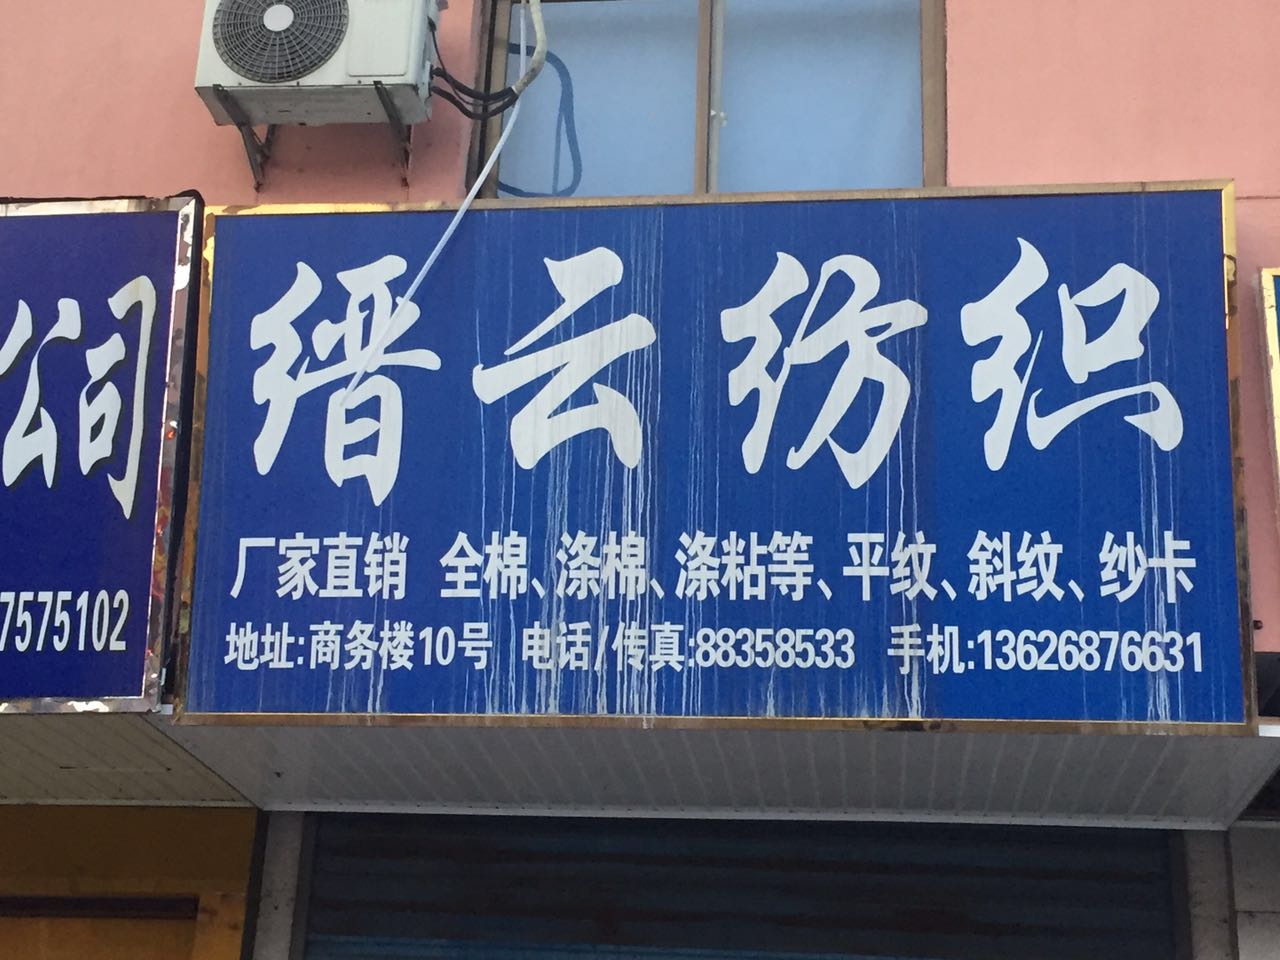 公司
7575102
缙云纺织
厂家直销 全棉、涤棉、涤粘等、平纹、斜纹、纱卡
地址:商务楼10号 电话/传真:88358533 手机:13626876631